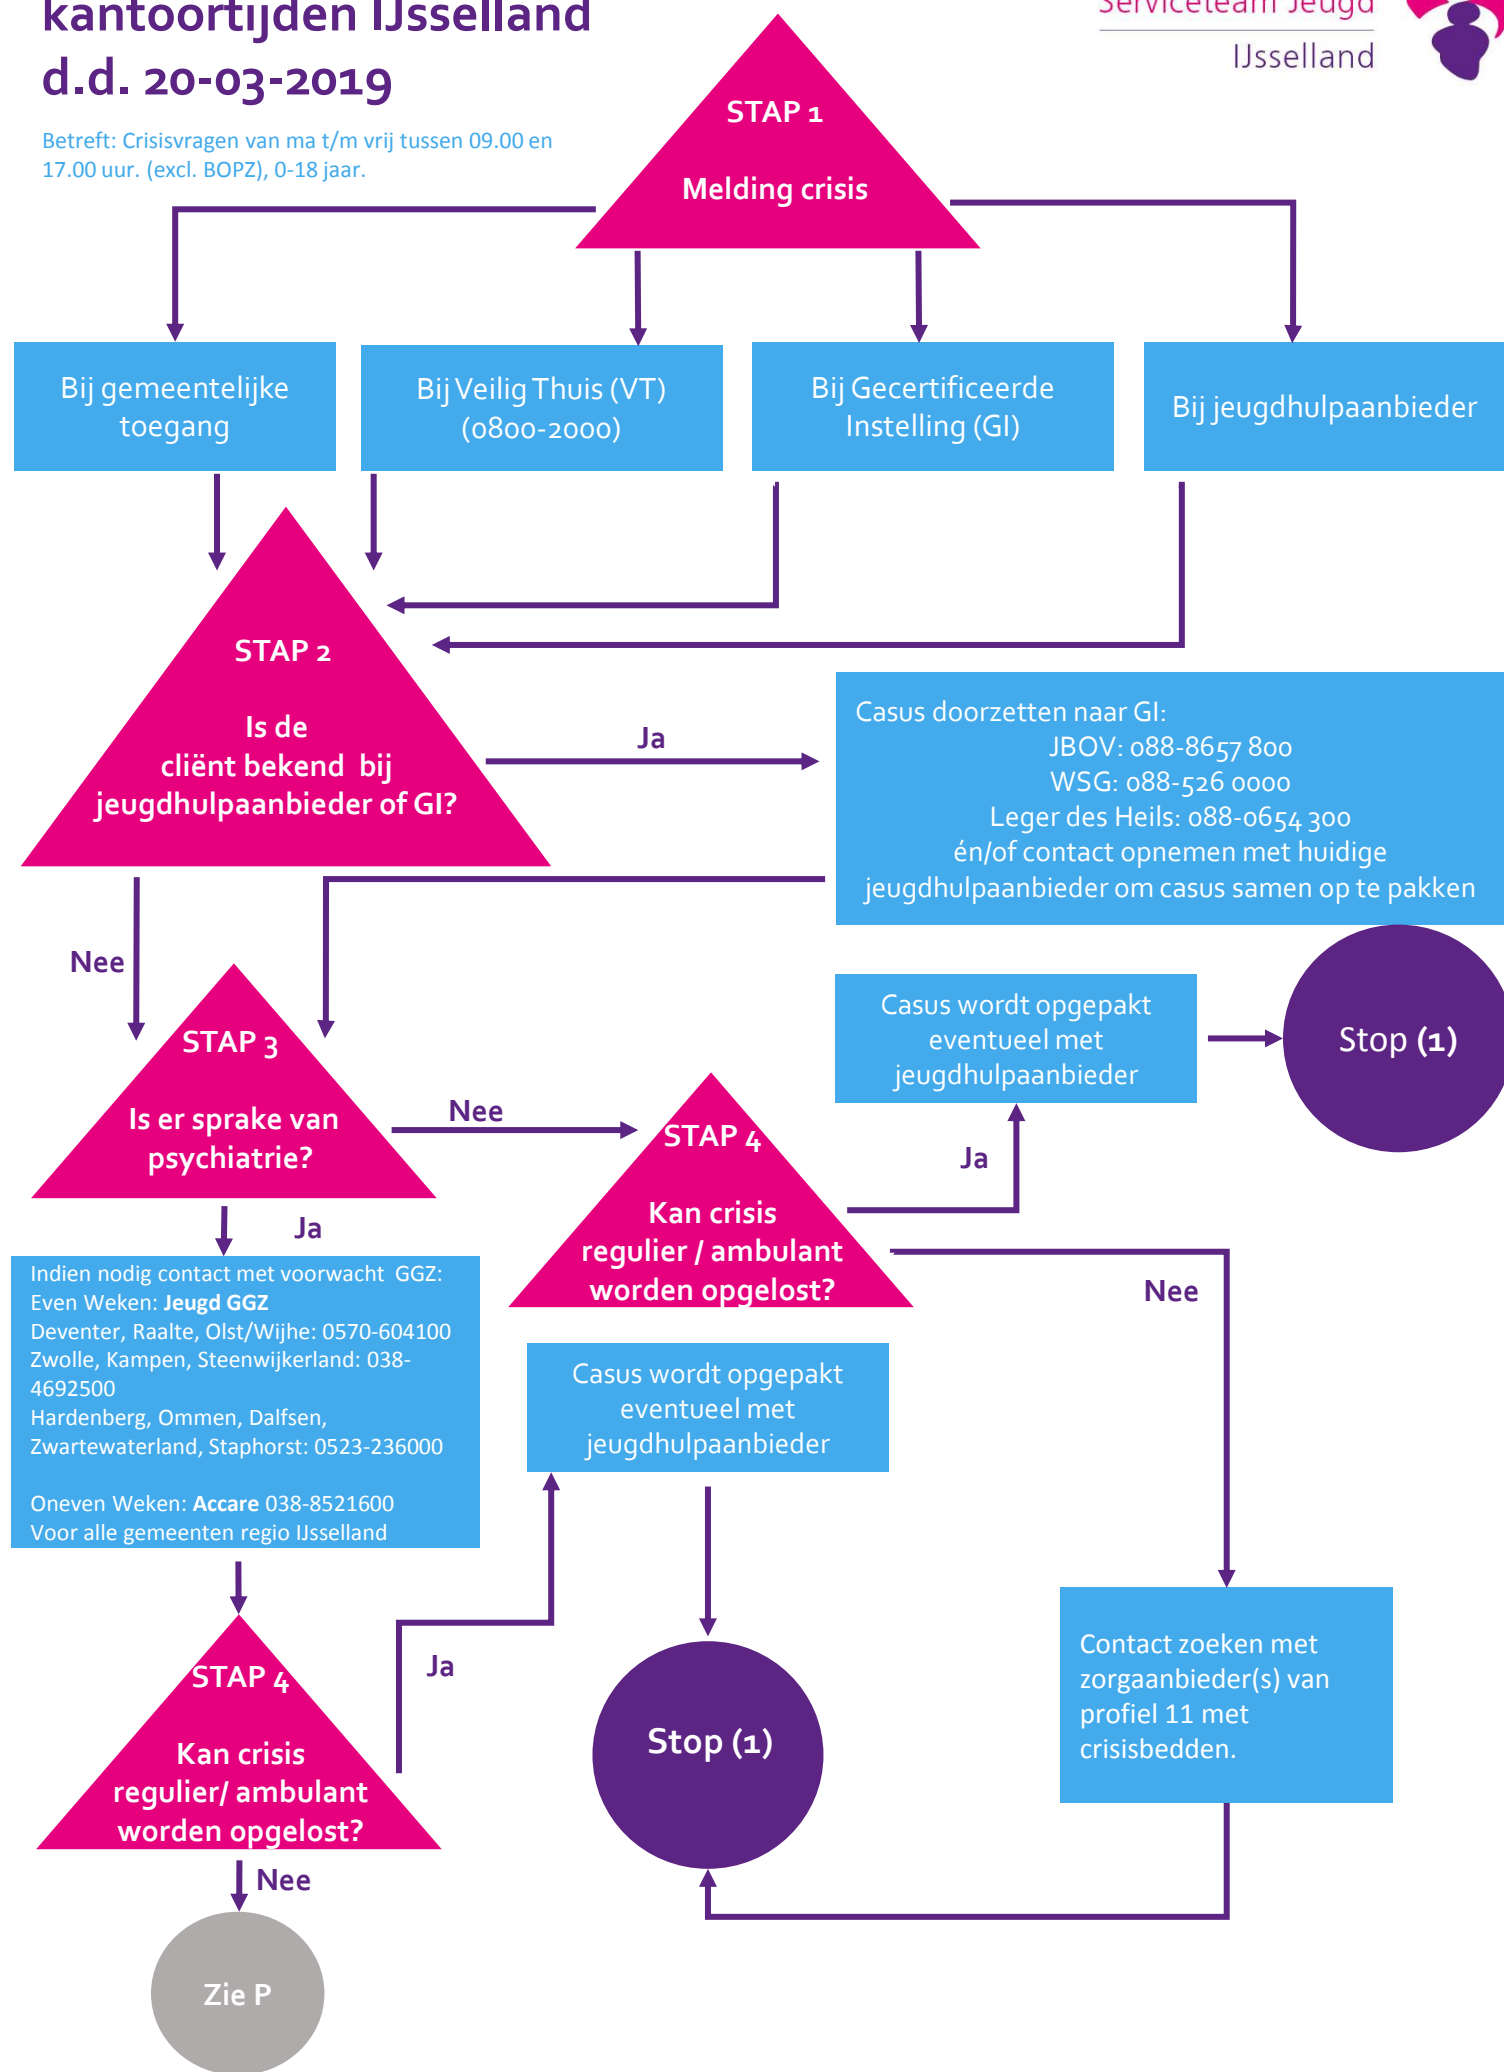 kantoortijden IJsselland
d.d. 20-03-2019
Serviceteam Jeugd
IJsselland
Betreft: Crisisvragen van ma t/m vrij tussen 09.00 en
17.00 uur. (excl. BOPZ), 0-18 jaar.
STAP 1
Melding crisis
Bij gemeentelijke
toegang
Bij Veilig Thuis (VT)
(0800-2000)
Bij Gecertificeerde
Instelling (GI)
Bij jeugdhulpaanbieder
STAP 2
Is de
cliënt bekend bij
jeugdhulpaanbieder of GI?
Ja
Casus doorzetten naar GI:
JBOV: 088-8657 800
WSG: 088-526 0000
Leger des Heils: 088-0654 300
én/of contact opnemen met huidige
jeugdhulpaanbieder om casus samen op te pakken
Nee
STAP 3
Is er sprake van
psychiatrie?
Nee
STAP 4
Kan crisis
regulier / ambulant
worden opgelost?
Ja
Casus wordt opgepakt
eventueel met
jeugdhulpaanbieder
Stop (1)
Nee
Ja
Indien nodig contact met voorwacht GGZ:
Even Weken: Jeugd GGZ
Deventer, Raalte, Olst/Wijhe: 0570-604100
Zwolle, Kampen, Steenwijkerland: 038-
4692500
Hardenberg, Ommen, Dalfsen,
Zwartewaterland, Staphorst: 0523-236000
Oneven Weken: Accare 038-8521600
Voor alle gemeenten regio IJsselland
Casus wordt opgepakt
eventueel met
jeugdhulpaanbieder
STAP 4
Kan crisis
regulier/ ambulant
worden opgelost?
Ja
Stop (1)
Contact zoeken met
zorgaanbieder(s) van
profiel 11 met
crisisbedden.
Nee
Zie P